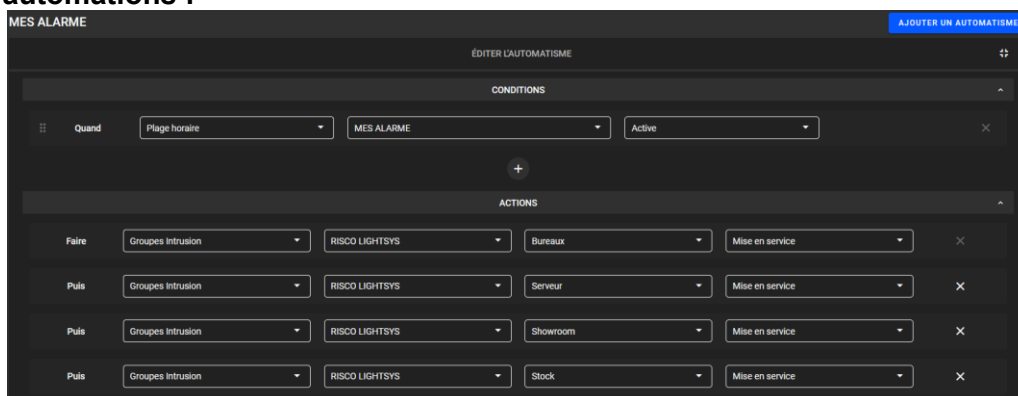 automations :
MES ALARME AJOUTER UN AUTOMATISME
ÉDITER L'AUTOMATISME
CONDITIONS
Quand Plage horaire MES ALARME Active
+
ACTIONS
Faire Groupes Intrusion RISCO LIGHTSYS Bureaux Mise en service
Puis Groupes Intrusion RISCO LIGHTSYS Serveur Mise en service
Puis Groupes Intrusion RISCO LIGHTSYS Showroom Mise en service
Puis Groupes Intrusion RISCO LIGHTSYS Stock Mise en service